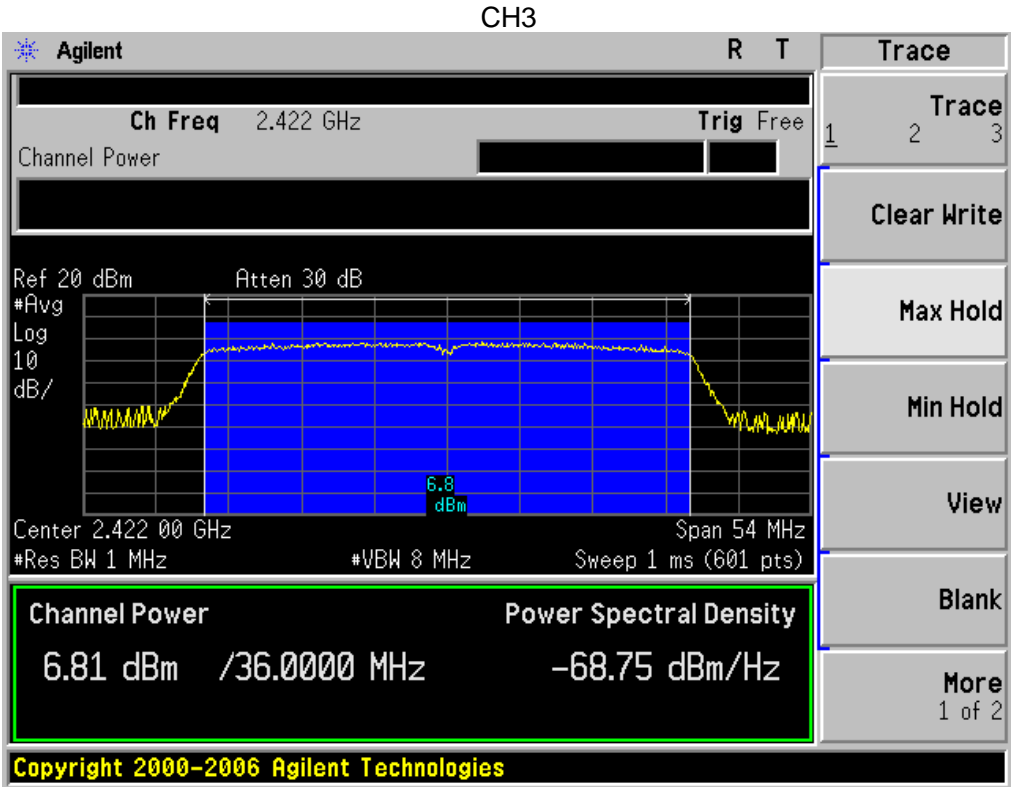 CH3
Agilent R T Trace
Ch Freq 2.422 GHz Trig Free
Channel Power
Trace
1 2 3
Clear Write
Ref 20 dBm Atten 30 dB
#Avg
Log
10
dB/
Max Hold
Min Hold
6.8
dBm
View
Center 2.422 00 GHz Span 54 MHz
#Res BW 1 MHz #VBW 8 MHz Sweep 1 ms (601 pts)
Channel Power Power Spectral Density
6.81 dBm /36.0000 MHz -68.75 dBm/Hz
Blank
More
1 of 2
Copyright 2000-2006 Agilent Technologies